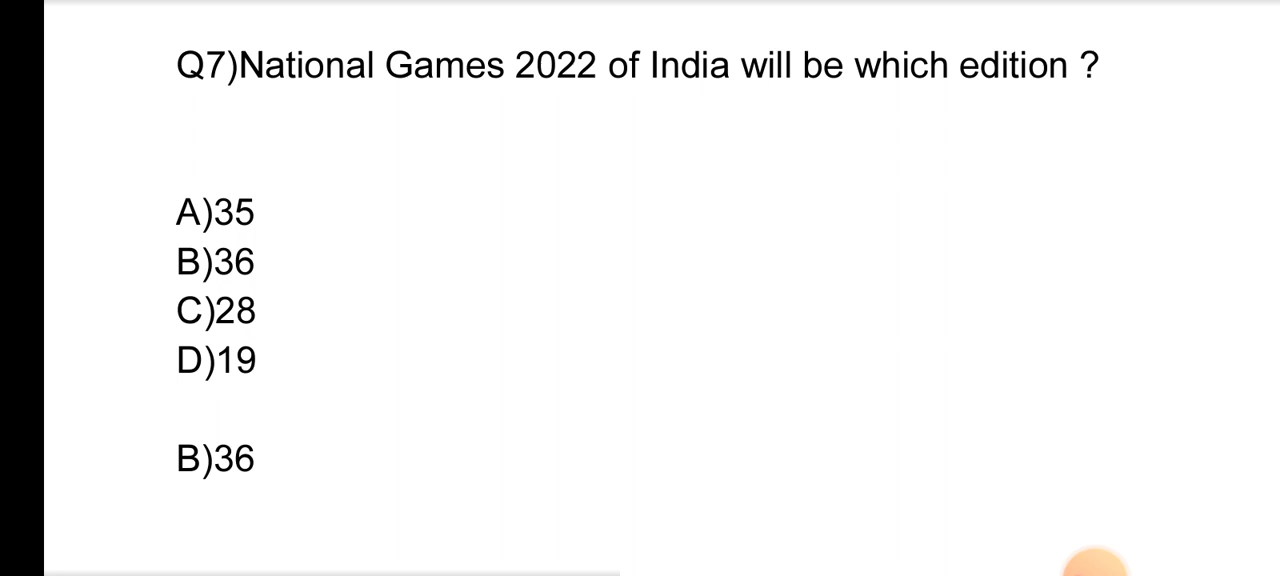 Q7)National Games 2022 of India will be which edition ?
A)35
B)36
C)28
D)19
B)36